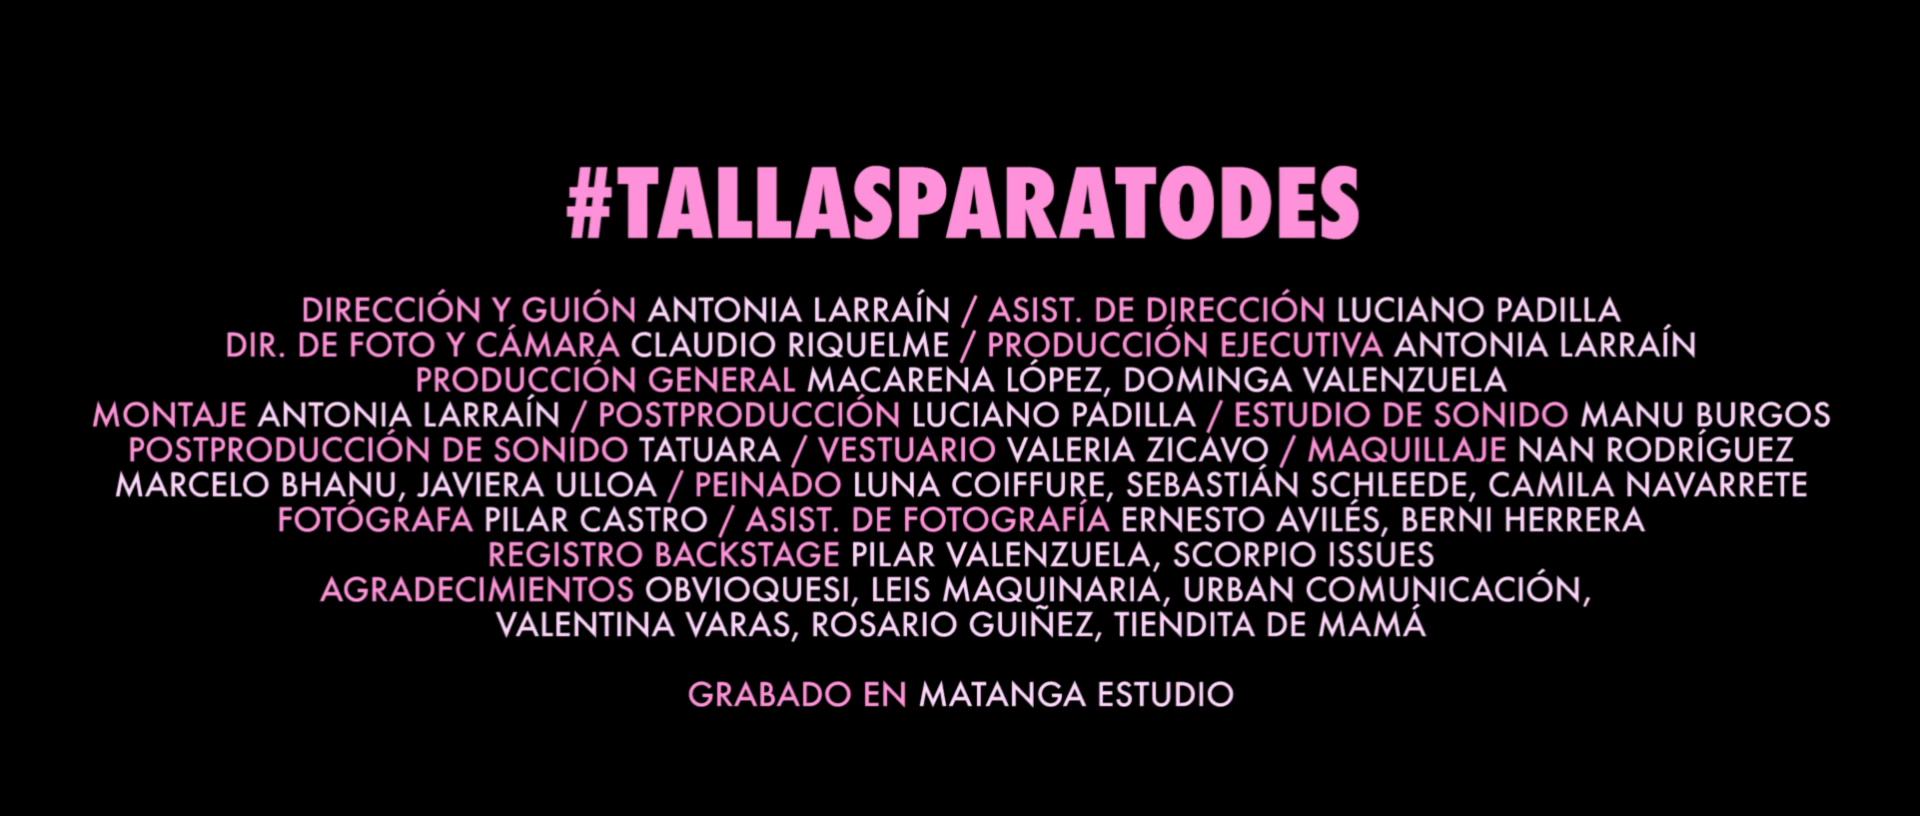 #TALLASPARATODES
DIRECCIÓN Y GUIÓN ANTONIA LARRAÍN / ASIST. DE DIRECCIÓN LUCIANO PADILLA
DIR. DE FOTO Y CÁMARA CLAUDIO RIQUELME / PRODUCCIÓN EJECUTIVA ANTONIA LARRAÍN
PRODUCCIÓN GENERAL MACARENA LÓPEZ, DOMINGA VALENZUELA
MONTAJE ANTONIA LARRAÍN / POSTPRODUCCIÓN LUCIANO PADILLA / ESTUDIO DE SONIDO MANU BURGOS
POSTPRODUCCIÓN DE SONIDO TATUARA / VESTUARIO VALERIA ZICAVO / MAQUILLAJE NAN RODRÍGUEZ
MARCELO BHANU, JAVIERA ULLOA / PEINADO LUNA COIFFURE, SEBASTIÁN SCHLEEDE, CAMILA NAVARRETE
FOTÓGRAFA PILAR CASTRO / ASIST. DE FOTOGRAFÍA ERNESTO AVILÉS, BERNI HERRERA
REGISTRO BACKSTAGE PILAR VALENZUELA, SCORPIO ISSUES
AGRADECIMIENTOS OBVIOQUESI, LEIS MAQUINARIA, URBAN COMUNICACIÓN,
VALENTINA VARAS, ROSARIO GUIÑEZ, TIENDITA DE MAMÁ
GRABADO EN MATANGA ESTUDIO